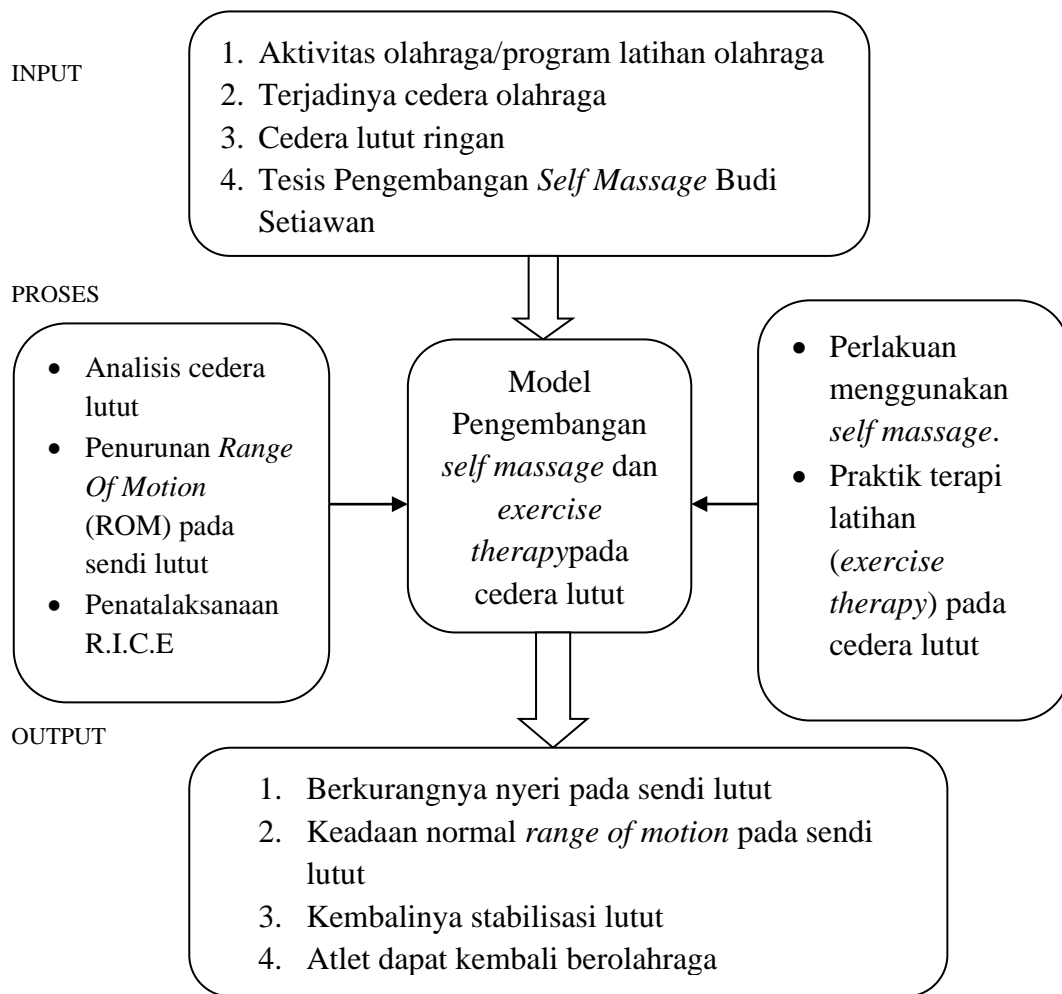 INPUT
1. Aktivitas olahraga/program latihan olahraga
2. Terjadinya cedera olahraga
3. Cedera lutut ringan
4. Tesis Pengembangan Self Massage Budi
Setiawan
PROSES
• Analisis cedera
lutut
• Penurunan Range
Of Motion
(ROM) pada
sendi lutut
• Penatalaksanaan
R.I.C.E
Model
Pengembangan
self massage dan
exercise
therapypada
cedera lutut
• Perlakuan
menggunakan
self massage.
• Praktik terapi
latihan
(exercise
therapy) pada
cedera lutut
OUTPUT
1. Berkurangnya nyeri pada sendi lutut
2. Keadaan normal range of motion pada sendi
lutut
3. Kembalinya stabilisasi lutut
4. Atlet dapat kembali berolahraga